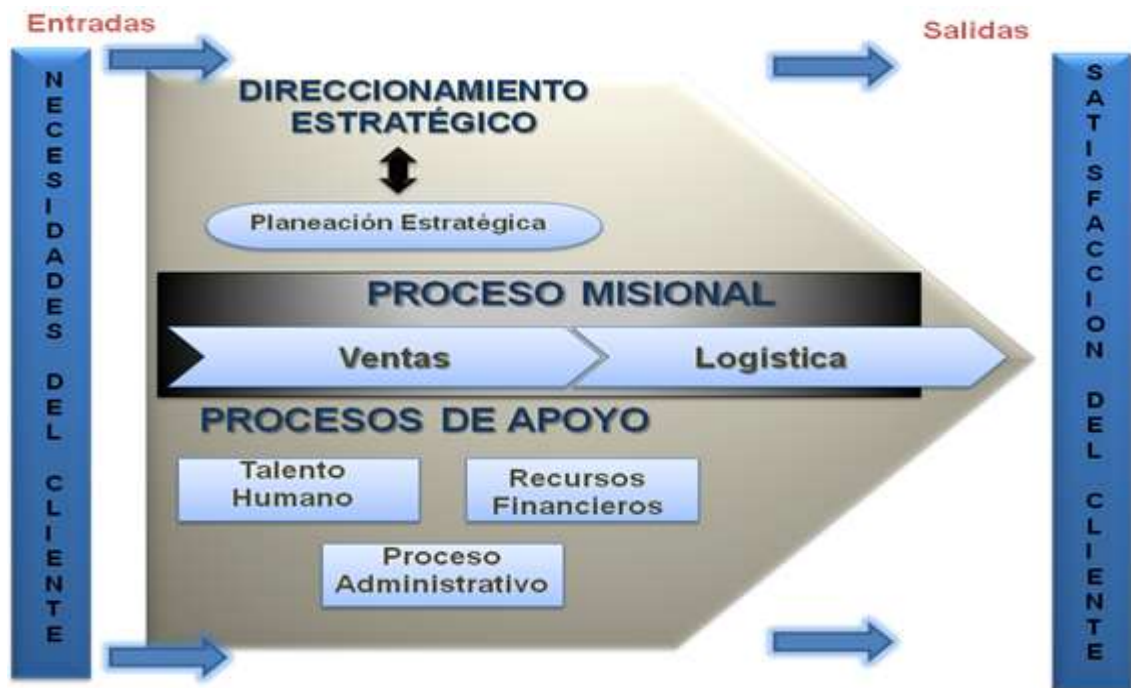 Entradas
Salidas
NECESIDADES DEL CLIENTE
DIRECCIONAMIENTO
ESTRATÉGICO
Planeación Estratégica
PROCESO MISIONAL
Ventas
Logistica
PROCESOS DE APOYO
Talento
Humano
Recursos
Financieros
Proceso
Administrativo
SATISFACCION DEL CLIENTE